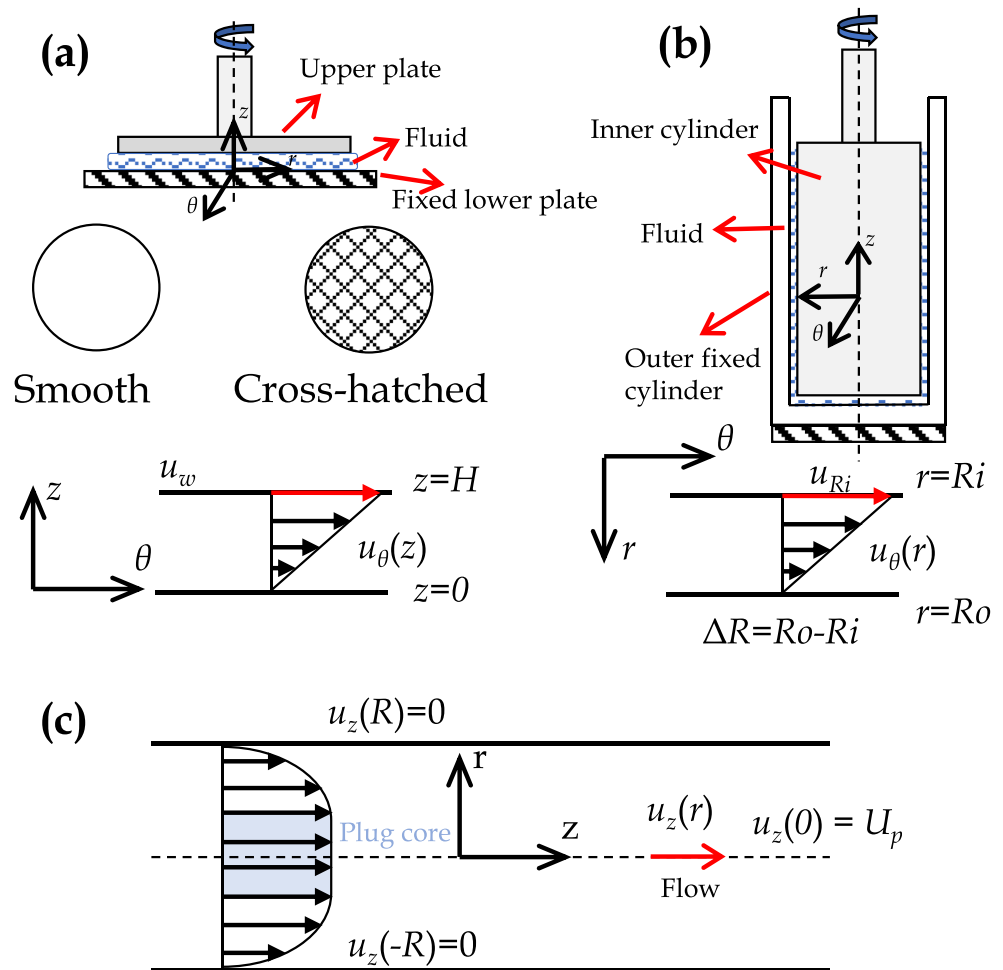 (a)
Upper plate
z
Fluid
r
Fixed lower plate
θ
Smooth
Cross-hatched
z
θ
u_w
z=H
u_θ(z)
z=0
(b)
Inner cylinder
Fluid
z
r
θ
Outer fixed
cylinder
θ
r
u_Ri
r=Ri
u_θ(r)
r=Ro
ΔR=Ro-Ri
(c)
u_z(R)=0
r
z
Plug core
u_z(r)
u_z(0) = U_p
Flow
u_z(-R)=0